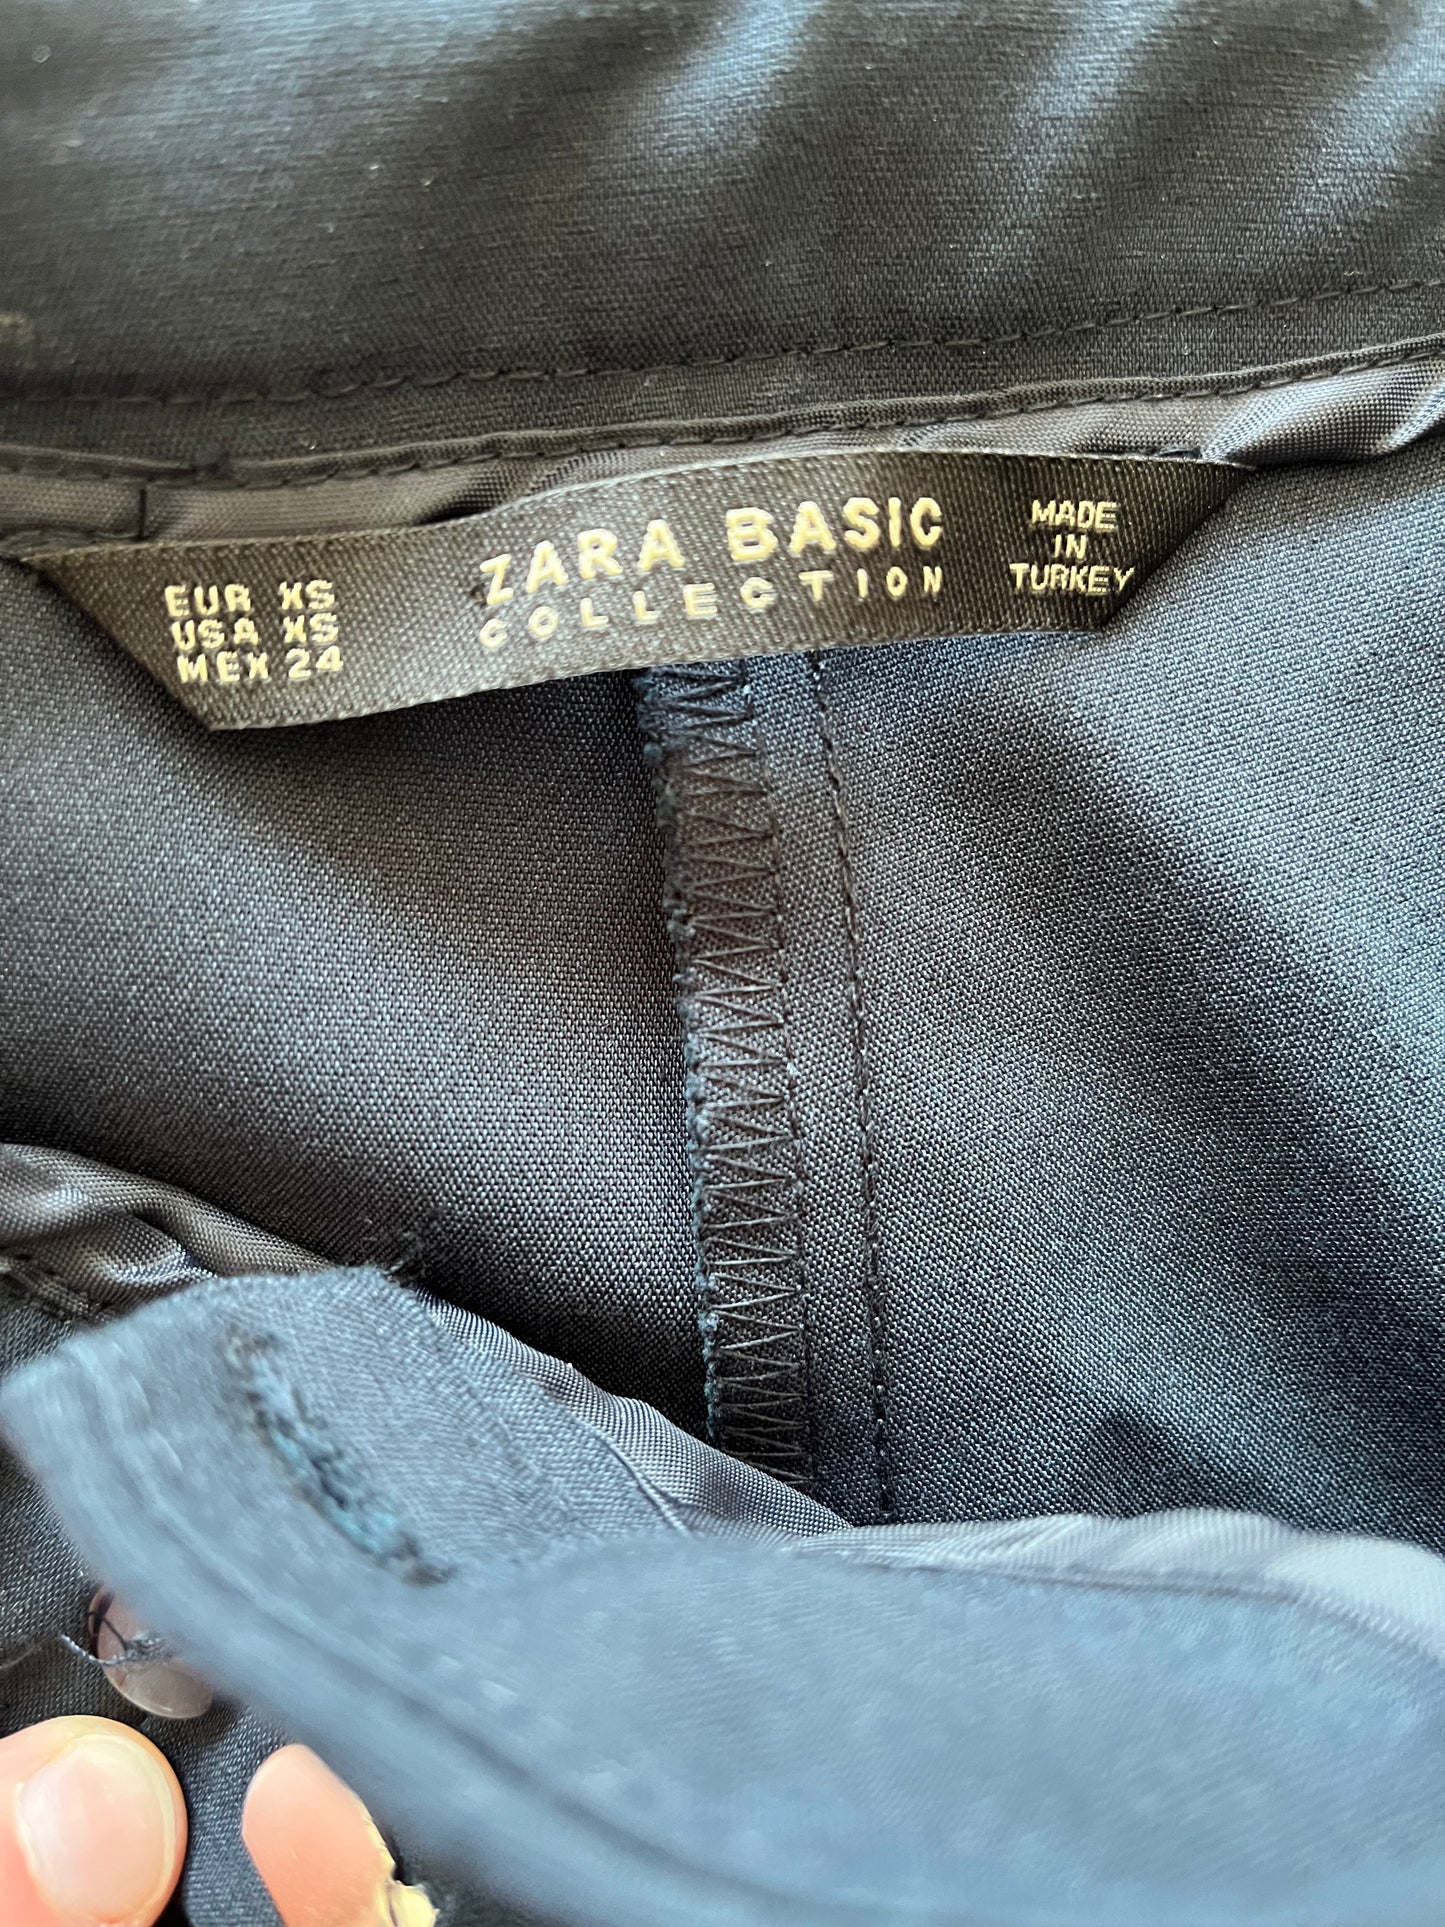 EUR XS
USA XS
MEX 24
ZARA BASIC
COLLECTION
MADE
IN
TURKEY